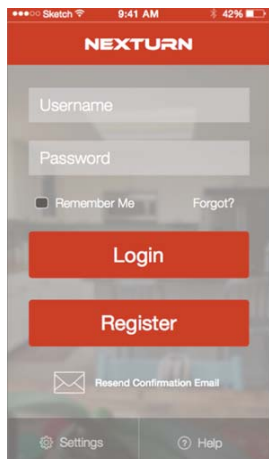 Sketch 9:41 AM 42%
NEXTURN
Username
Password
Remember Me Forgot?
Login
Register
Resend Confirmation Email
Settings Help